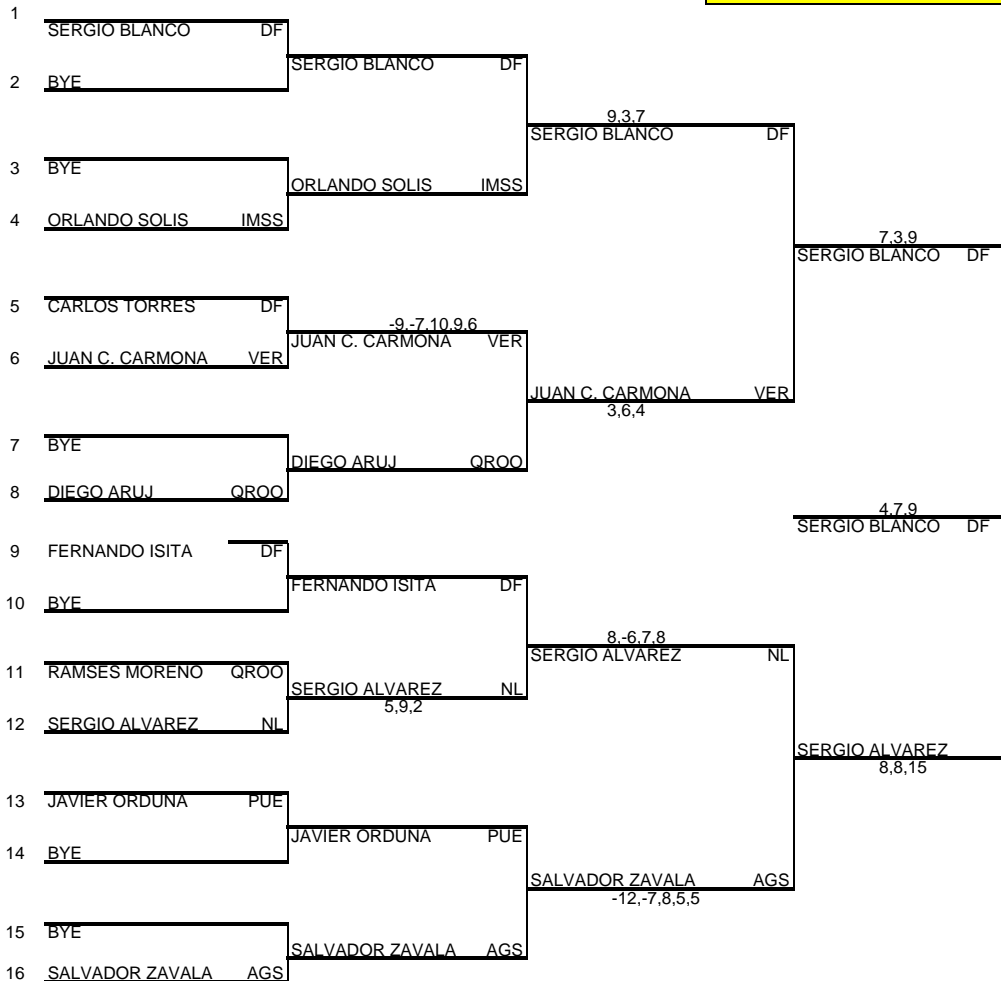 1
SERGIO BLANCO DF
SERGIO BLANCO DF
2 BYE
9,3,7
SERGIO BLANCO DF
3 BYE
ORLANDO SOLIS IMSS
4 ORLANDO SOLIS IMSS
7,3,9
SERGIO BLANCO DF
5 CARLOS TORRES DF
-9,-7,10,9,6
JUAN C. CARMONA VER
6 JUAN C. CARMONA VER
JUAN C. CARMONA VER
3,6,4
7 BYE
DIEGO ARUJ QROO
8 DIEGO ARUJ QROO
4,7,9
SERGIO BLANCO DF
9 FERNANDO ISITA DF
FERNANDO ISITA DF
10 BYE
8,-6,7,8
SERGIO ALVAREZ NL
11 RAMSES MORENO QROO
SERGIO ALVAREZ NL
5,9,2
12 SERGIO ALVAREZ NL
SERGIO ALVAREZ
8,8,15
13 JAVIER ORDUNA PUE
JAVIER ORDUNA PUE
14 BYE
SALVADOR ZAVALA AGS
-12,-7,8,5,5
15 BYE
SALVADOR ZAVALA AGS
16 SALVADOR ZAVALA AGS